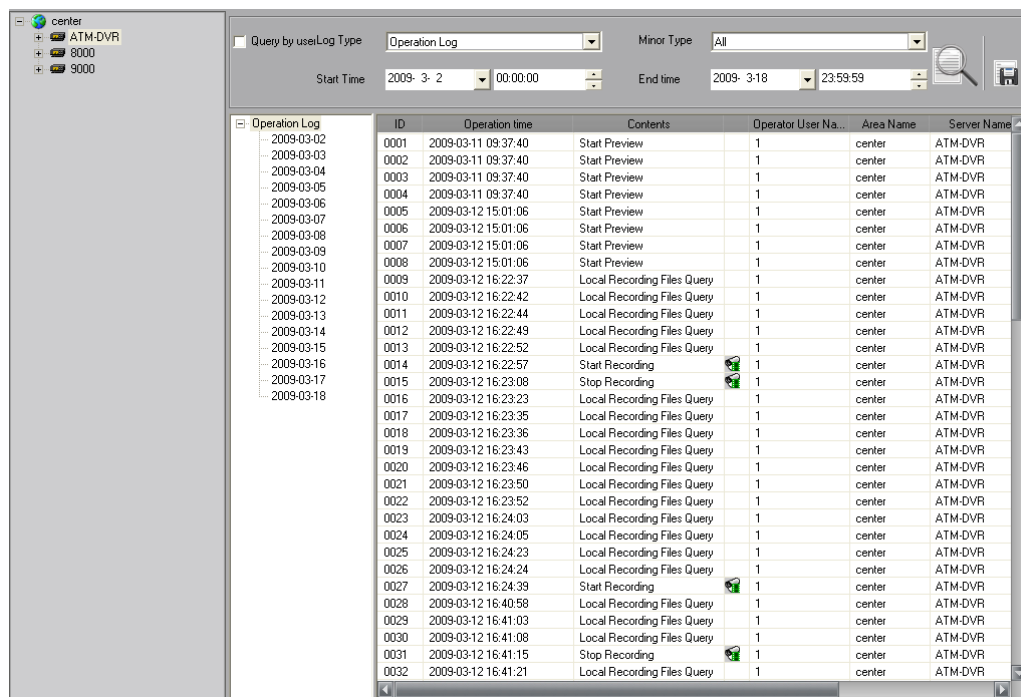 center
ATM-DVR
8000
9000
Query by user Log Type Operation Log Minor Type All
Start Time 2009- 3- 2 00:00:00 End time 2009- 3-18 23:59:59
Operation Log
2009-03-02
2009-03-03
2009-03-04
2009-03-05
2009-03-06
2009-03-07
2009-03-08
2009-03-09
2009-03-10
2009-03-11
2009-03-12
2009-03-13
2009-03-14
2009-03-15
2009-03-16
2009-03-17
2009-03-18
ID Operation time Contents Operator User Na... Area Name Server Name
0001 2009-03-11 09:37:40 Start Preview 1 center ATM-DVR
0002 2009-03-11 09:37:40 Start Preview 1 center ATM-DVR
0003 2009-03-11 09:37:40 Start Preview 1 center ATM-DVR
0004 2009-03-11 09:37:40 Start Preview 1 center ATM-DVR
0005 2009-03-12 15:01:06 Start Preview 1 center ATM-DVR
0006 2009-03-12 15:01:06 Start Preview 1 center ATM-DVR
0007 2009-03-12 15:01:06 Start Preview 1 center ATM-DVR
0008 2009-03-12 15:01:06 Start Preview 1 center ATM-DVR
0009 2009-03-12 16:22:37 Local Recording Files Query 1 center ATM-DVR
0010 2009-03-12 16:22:42 Local Recording Files Query 1 center ATM-DVR
0011 2009-03-12 16:22:44 Local Recording Files Query 1 center ATM-DVR
0012 2009-03-12 16:22:49 Local Recording Files Query 1 center ATM-DVR
0013 2009-03-12 16:22:52 Local Recording Files Query 1 center ATM-DVR
0014 2009-03-12 16:22:57 Start Recording 1 center ATM-DVR
0015 2009-03-12 16:23:08 Stop Recording 1 center ATM-DVR
0016 2009-03-12 16:23:23 Local Recording Files Query 1 center ATM-DVR
0017 2009-03-12 16:23:35 Local Recording Files Query 1 center ATM-DVR
0018 2009-03-12 16:23:36 Local Recording Files Query 1 center ATM-DVR
0019 2009-03-12 16:23:43 Local Recording Files Query 1 center ATM-DVR
0020 2009-03-12 16:23:46 Local Recording Files Query 1 center ATM-DVR
0021 2009-03-12 16:23:50 Local Recording Files Query 1 center ATM-DVR
0022 2009-03-12 16:23:52 Local Recording Files Query 1 center ATM-DVR
0023 2009-03-12 16:24:03 Local Recording Files Query 1 center ATM-DVR
0024 2009-03-12 16:24:05 Local Recording Files Query 1 center ATM-DVR
0025 2009-03-12 16:24:23 Local Recording Files Query 1 center ATM-DVR
0026 2009-03-12 16:24:24 Local Recording Files Query 1 center ATM-DVR
0027 2009-03-12 16:24:39 Start Recording 1 center ATM-DVR
0028 2009-03-12 16:40:58 Local Recording Files Query 1 center ATM-DVR
0029 2009-03-12 16:41:03 Local Recording Files Query 1 center ATM-DVR
0030 2009-03-12 16:41:08 Local Recording Files Query 1 center ATM-DVR
0031 2009-03-12 16:41:15 Stop Recording 1 center ATM-DVR
0032 2009-03-12 16:41:21 Local Recording Files Query 1 center ATM-DVR